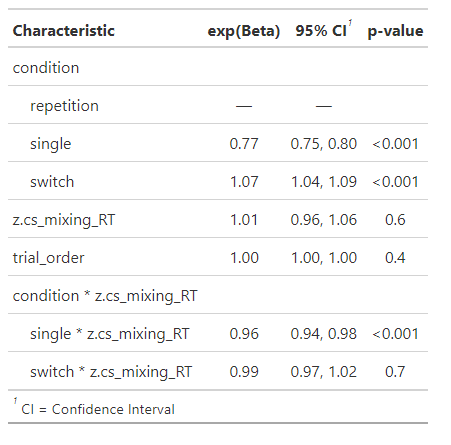 Characteristic exp(Beta) 95% CI¹ p-value
condition
repetition — —
single 0.77 0.75, 0.80 <0.001
switch 1.07 1.04, 1.09 <0.001
z.cs_mixing_RT 1.01 0.96, 1.06 0.6
trial_order 1.00 1.00, 1.00 0.4
condition * z.cs_mixing_RT
single * z.cs_mixing_RT 0.96 0.94, 0.98 <0.001
switch * z.cs_mixing_RT 0.99 0.97, 1.02 0.7
¹ CI = Confidence Interval